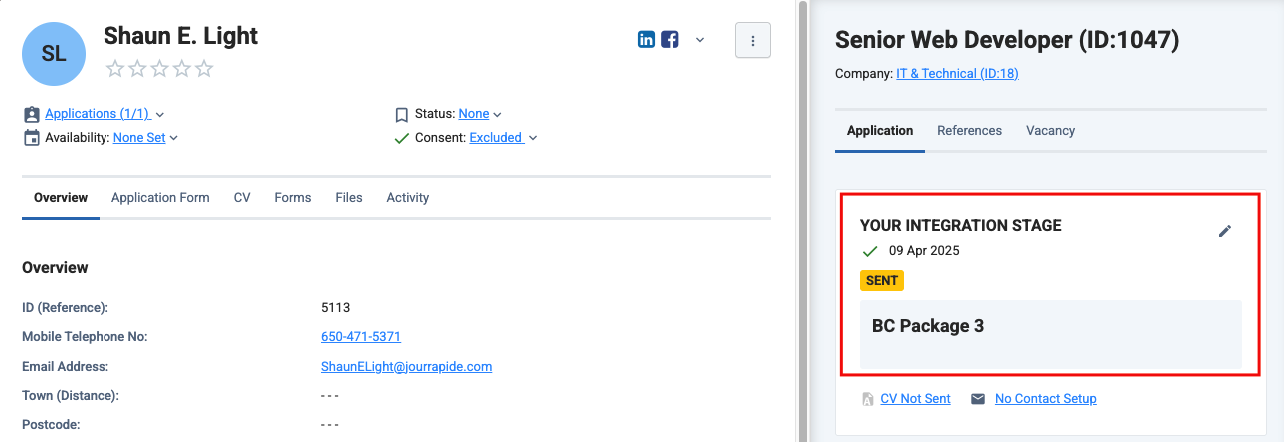 SL
Shaun E. Light
Applications (1/1)
Status: None
Availability: None Set
Consent: Excluded
Overview Application Form CV Forms Files Activity
Overview
ID (Reference): 5113
Mobile Telephone No: 650-471-5371
Email Address: ShaunELight@jourrapide.com
Town (Distance): - - -
Postcode: - - -
Senior Web Developer (ID:1047)
Company: IT & Technical (ID:18)
Application References Vacancy
YOUR INTEGRATION STAGE
09 Apr 2025
SENT
BC Package 3
CV Not Sent No Contact Setup